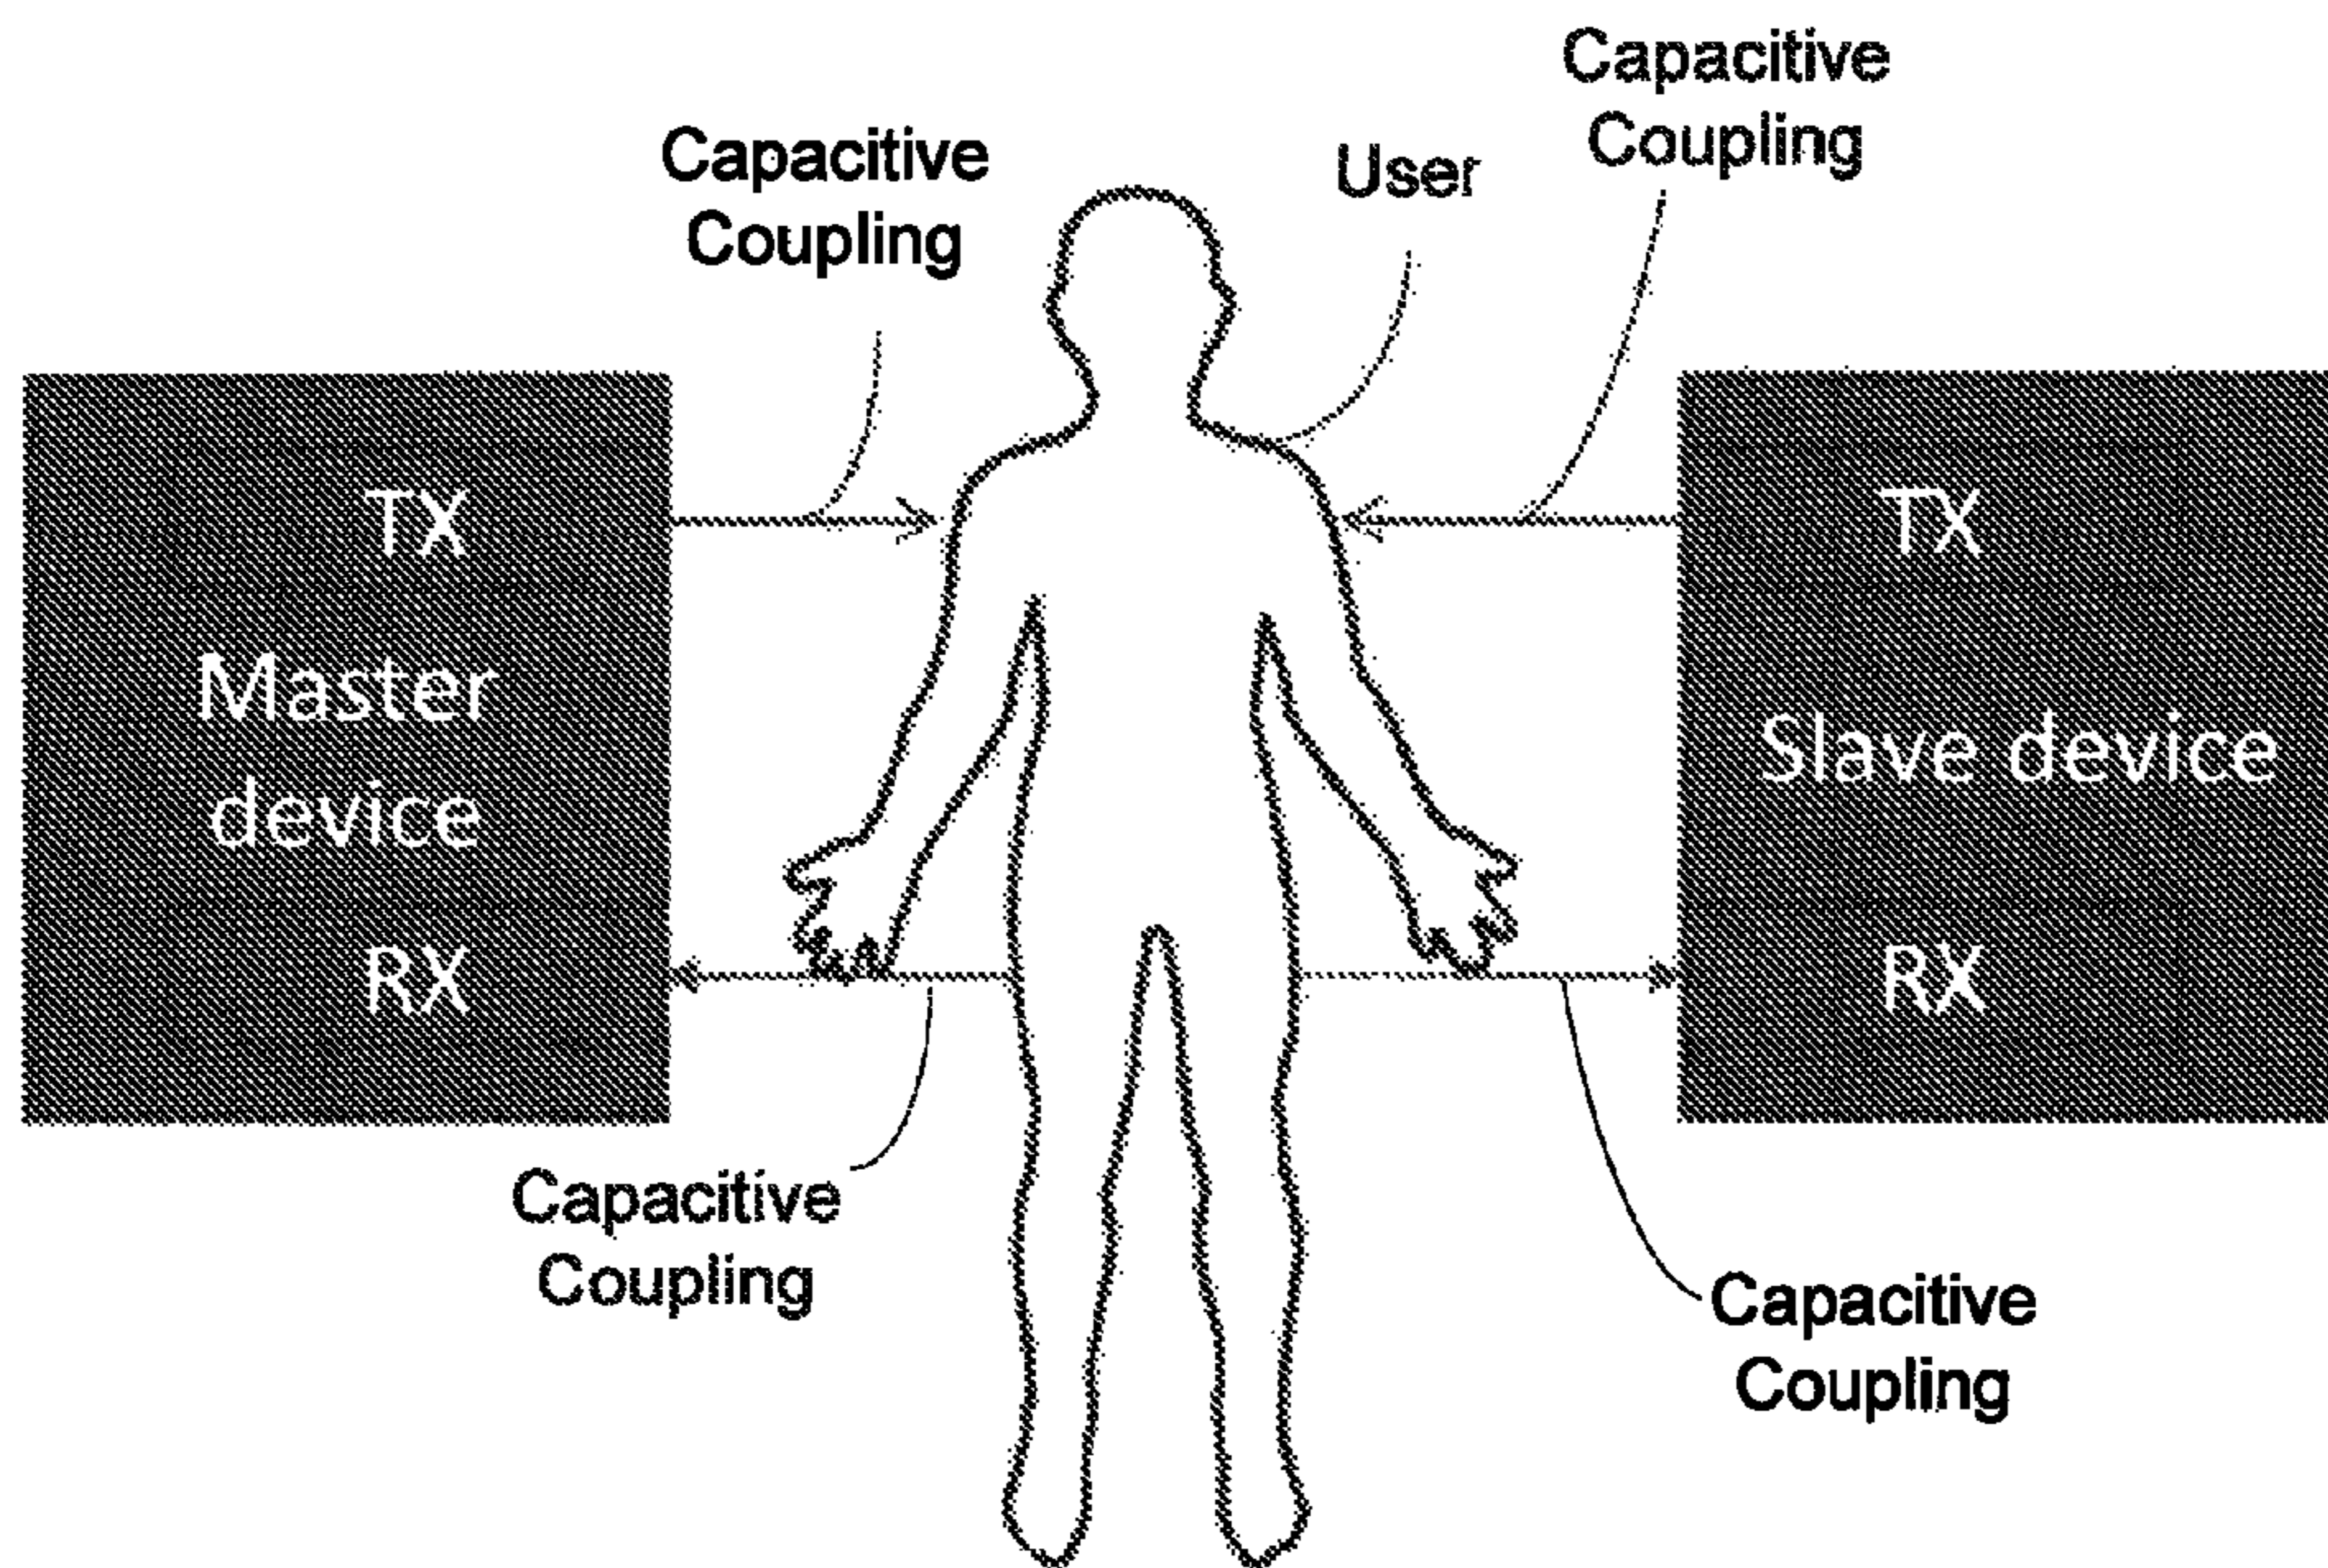 Capacitive
Coupling
User
Capacitive
Coupling
TX
Master
device
RX
TX
Slave device
RX
Capacitive
Coupling
Capacitive
Coupling